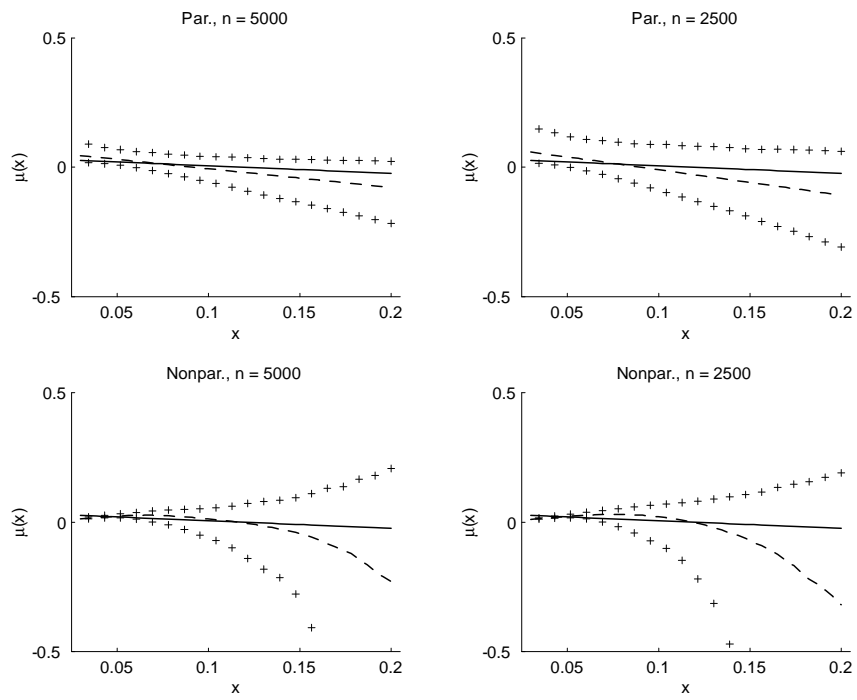 Par., n = 5000
0.5
0
-0.5
μ(x)
0.05 0.1 0.15 0.2
x
Par., n = 2500
0.5
0
-0.5
μ(x)
0.05 0.1 0.15 0.2
x
Nonpar., n = 5000
0.5
0
-0.5
μ(x)
0.05 0.1 0.15 0.2
x
Nonpar., n = 2500
0.5
0
-0.5
μ(x)
0.05 0.1 0.15 0.2
x